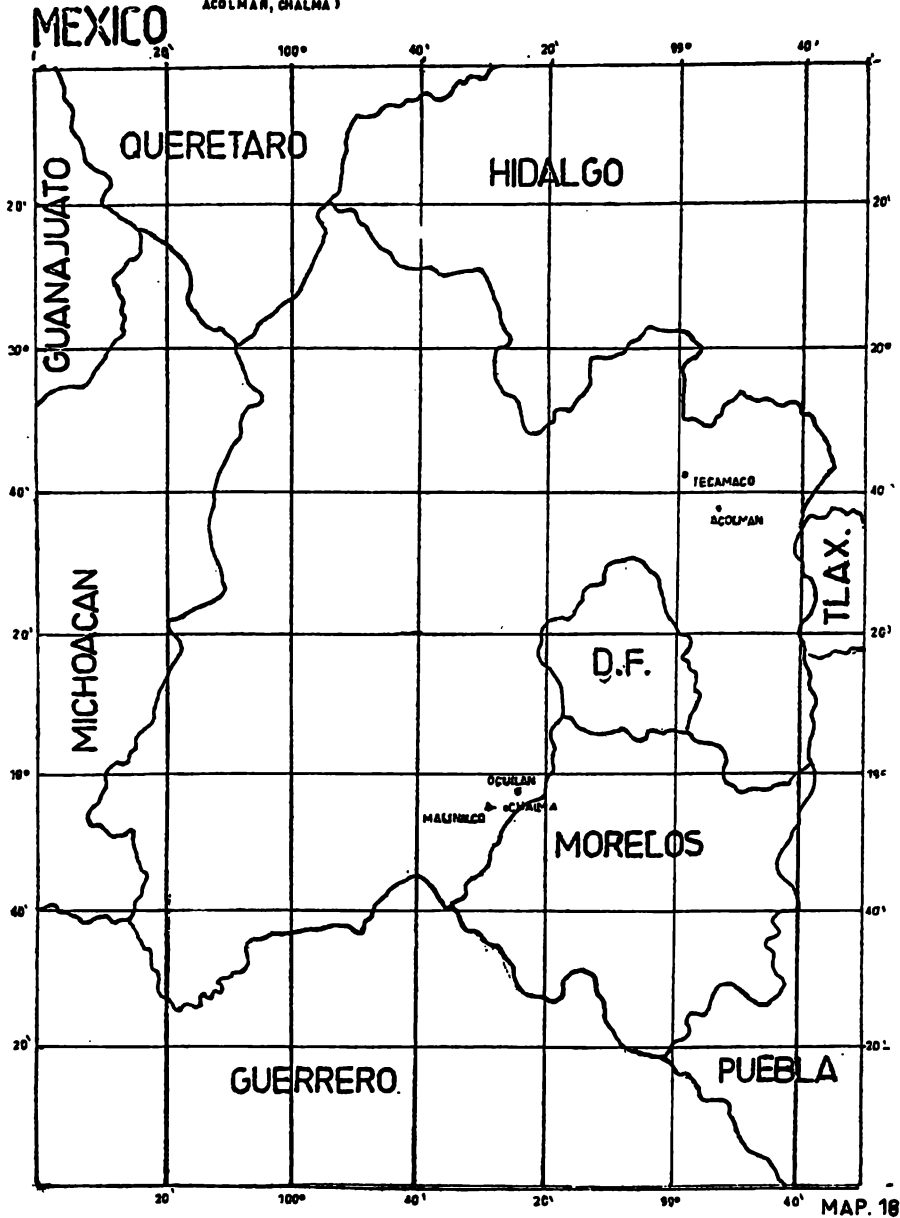 ACOLMAN, CHALMA )
MEXICO
20' 100° 40' 20' 99° 40'
QUERETARO
HIDALGO
GUANAJUATO
20' 20'
30° 20°
TECAMACO
40' 40'
ACOLMAN
TLAX.
MICHOACAN
20' 20'
D.F.
19° 19°
OCUILAN
CHALMA
MALINALCO
MORELOS
40' 40'
20' 20'
GUERRERO
PUEBLA
20' 100° 40' 20' 99° 40'
MAP. 18